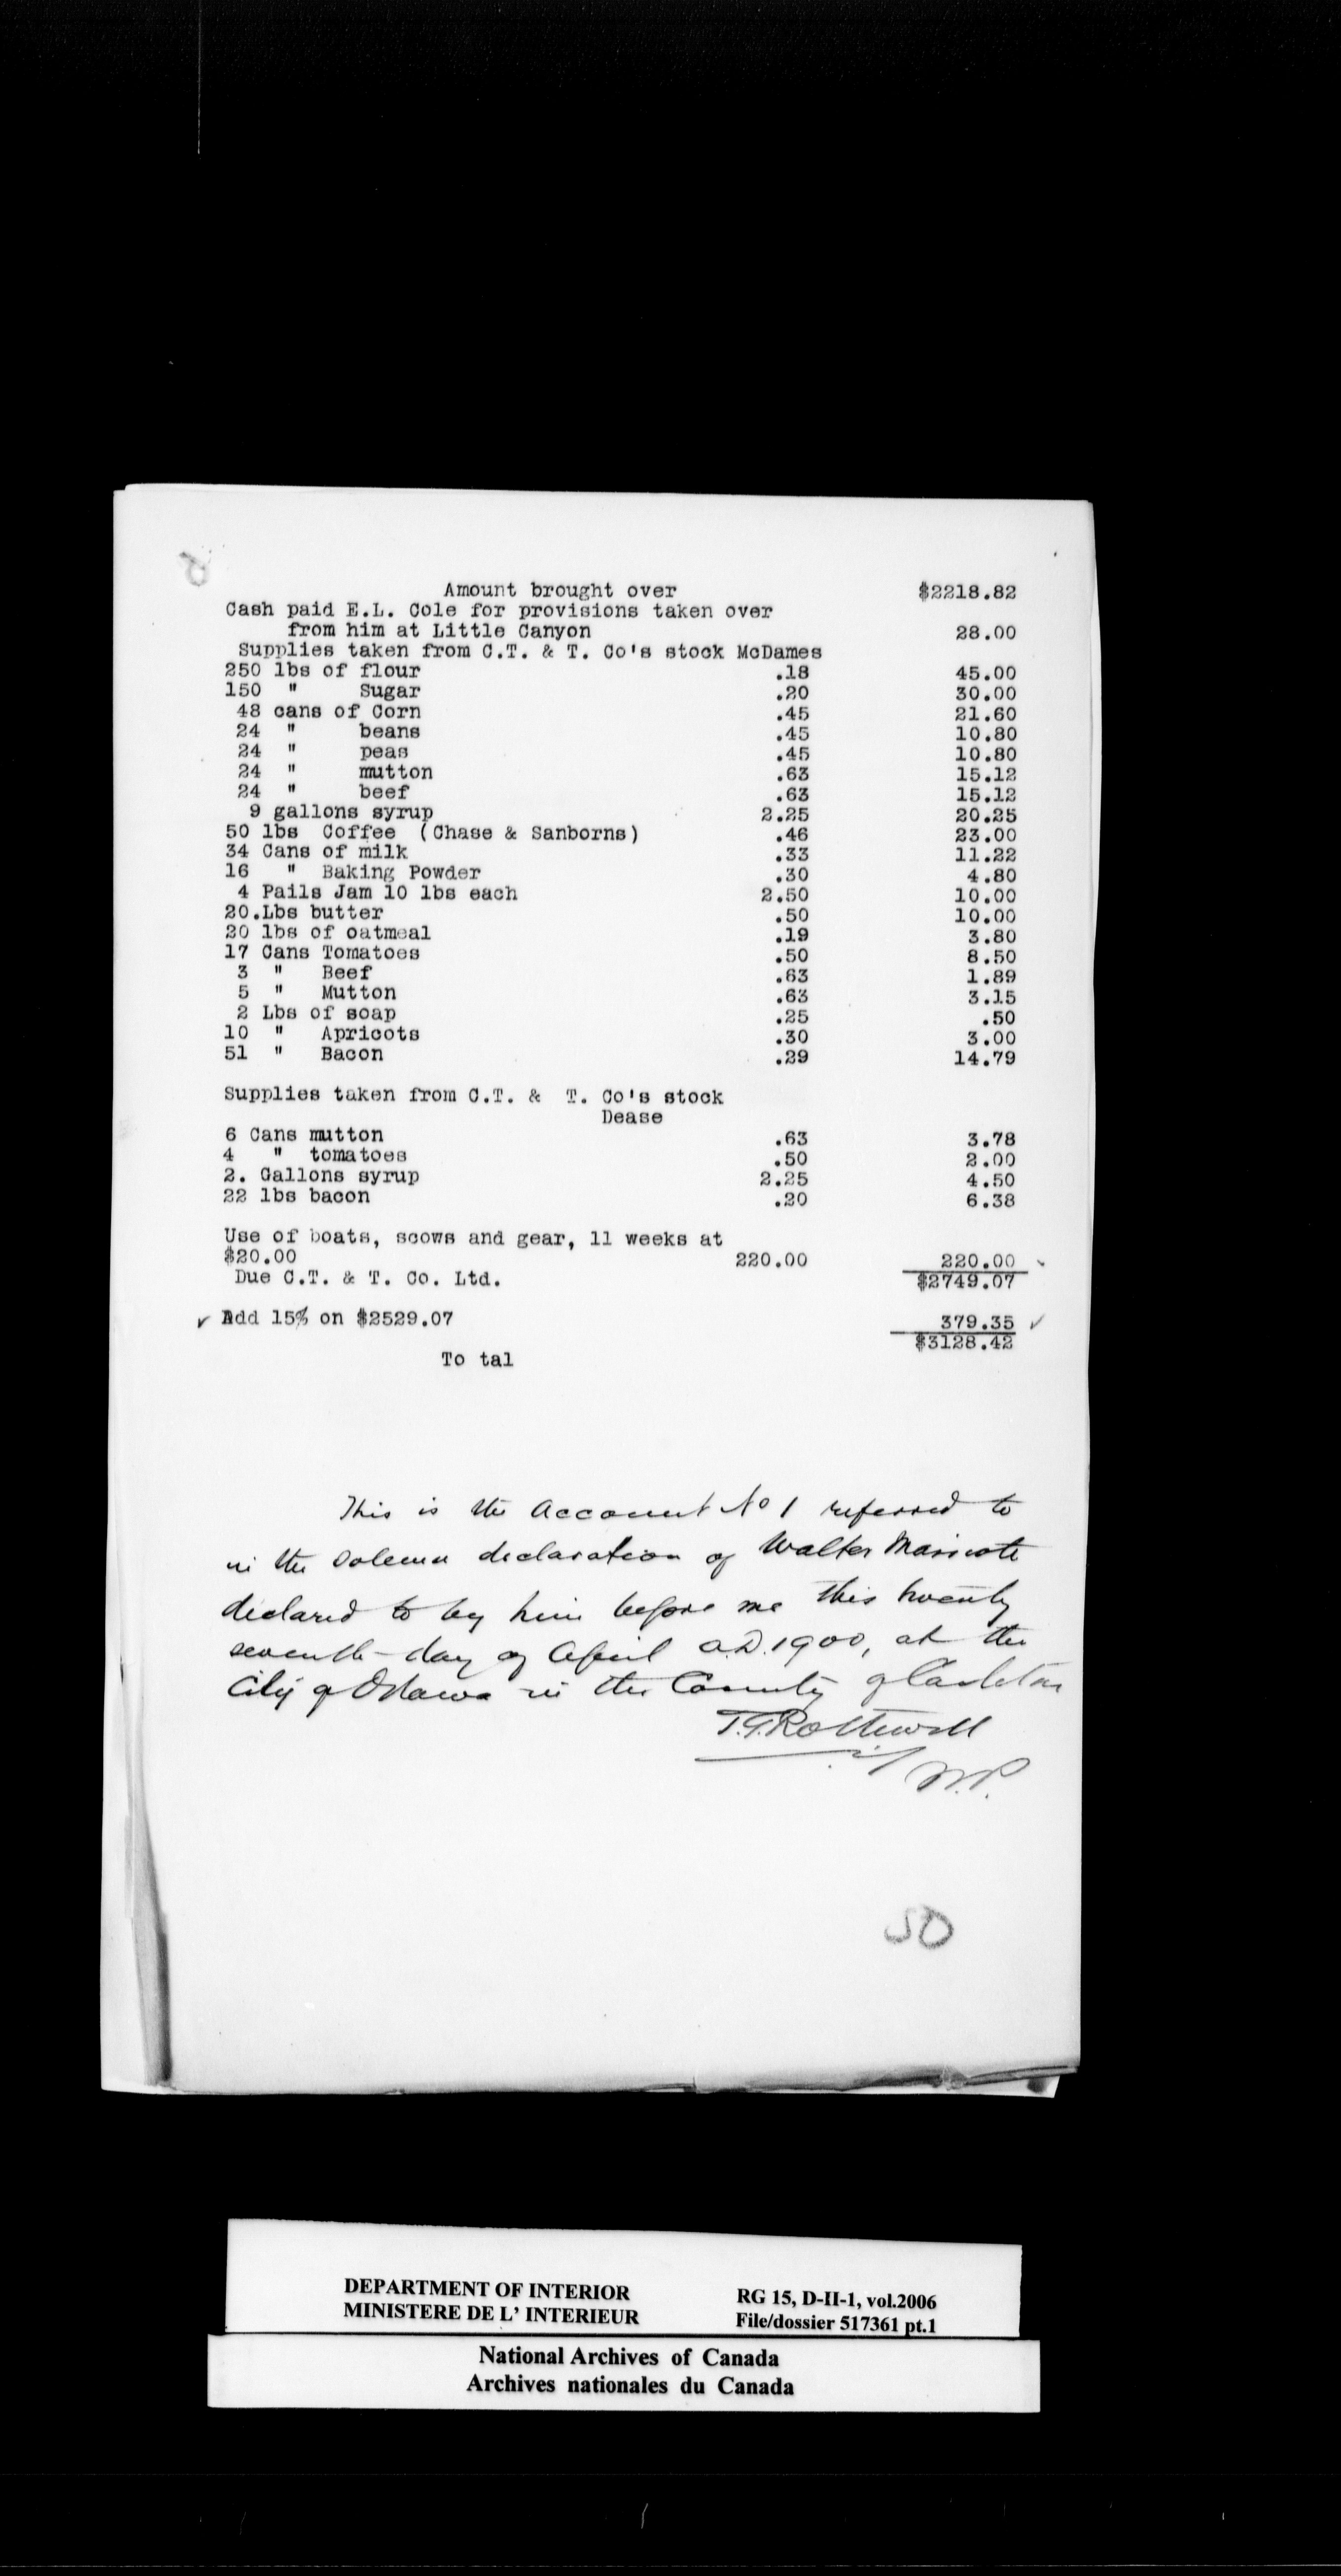 Amount brought over $2218.82
Cash paid E.L. Cole for provisions taken over
from him at Little Canyon 28.00
Supplies taken from C.T. & T. Co's stock McDames
250 lbs of flour .18 45.00
150 " Sugar .20 30.00
48 cans of Corn .45 21.60
24 " beans .45 10.80
24 " peas .45 10.80
24 " mutton .63 15.12
24 " beef .63 15.12
9 gallons syrup 2.25 20.25
50 lbs Coffee (Chase & Sanborns) .46 23.00
34 Cans of milk .33 11.22
16 " Baking Powder .30 4.80
4 Pails Jam 10 lbs each 2.50 10.00
20.Lbs butter .50 10.00
20 lbs of oatmeal .19 3.80
17 Cans Tomatoes .50 8.50
3 " Beef .63 1.89
5 " Mutton .63 3.15
2 Lbs of soap .25 .50
10 " Apricots .30 3.00
51 " Bacon .29 14.79
Supplies taken from C.T. & T. Co's stock
Dease
6 Cans mutton .63 3.78
4 " tomatoes .50 2.00
2. Gallons syrup 2.25 4.50
22 lbs bacon .20 6.38
Use of boats, scows and gear, 11 weeks at
$20.00 220.00 220.00
Due C.T. & T. Co. Ltd. $2749.07
✓ Add 15% on $2529.07 379.35 ✓
$3128.42
To tal
This is the Account No 1 referred to
in the solemn declaration of Walter
declared to by him before me this twenty
seventh day of April A.D. 1900, at the
City of Ottawa in the County of Carleton
T.G. Rothwell
N.P.
50
DEPARTMENT OF INTERIOR RG 15, D-II-1, vol.2006
MINISTERE DE L' INTERIEUR File/dossier 517361 pt.1
National Archives of Canada
Archives nationales du Canada